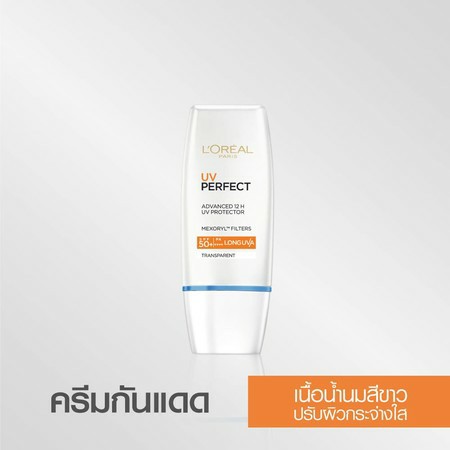 L'ORÉAL
PARIS
UV
PERFECT
ADVANCED 12 H
UV PROTECTOR
MEXORYL™ FILTERS
SPF 50+ PA ++++ LONG UVA
TRANSPARENT
ครีมกันแดด
เนื้อน้ำนมสีขาว
ปรับผิวกระจ่างใส